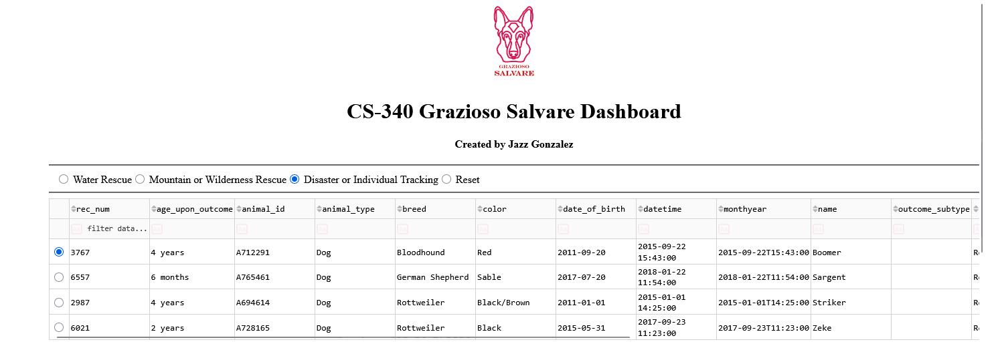 GRAZIOSO
SALVARE
CS-340 Grazioso Salvare Dashboard
Created by Jazz Gonzalez
Water Rescue Mountain or Wilderness Rescue Disaster or Individual Tracking Reset
rec_num age_upon_outcome animal_id animal_type breed color date_of_birth datetime monthyear name outcome_subtype
filter data...
3767 4 years A712291 Dog Bloodhound Red 2011-09-20 2015-09-22 15:43:00 2015-09-22T15:43:00 Boomer
6557 6 months A765461 Dog German Shepherd Sable 2017-07-20 2018-01-22 11:54:00 2018-01-22T11:54:00 Sargent
2987 4 years A694614 Dog Rottweiler Black/Brown 2011-01-01 2015-01-01 14:25:00 2015-01-01T14:25:00 Striker
6021 2 years A728165 Dog Rottweiler Black 2015-05-31 2017-09-23 11:23:00 2017-09-23T11:23:00 Zeke